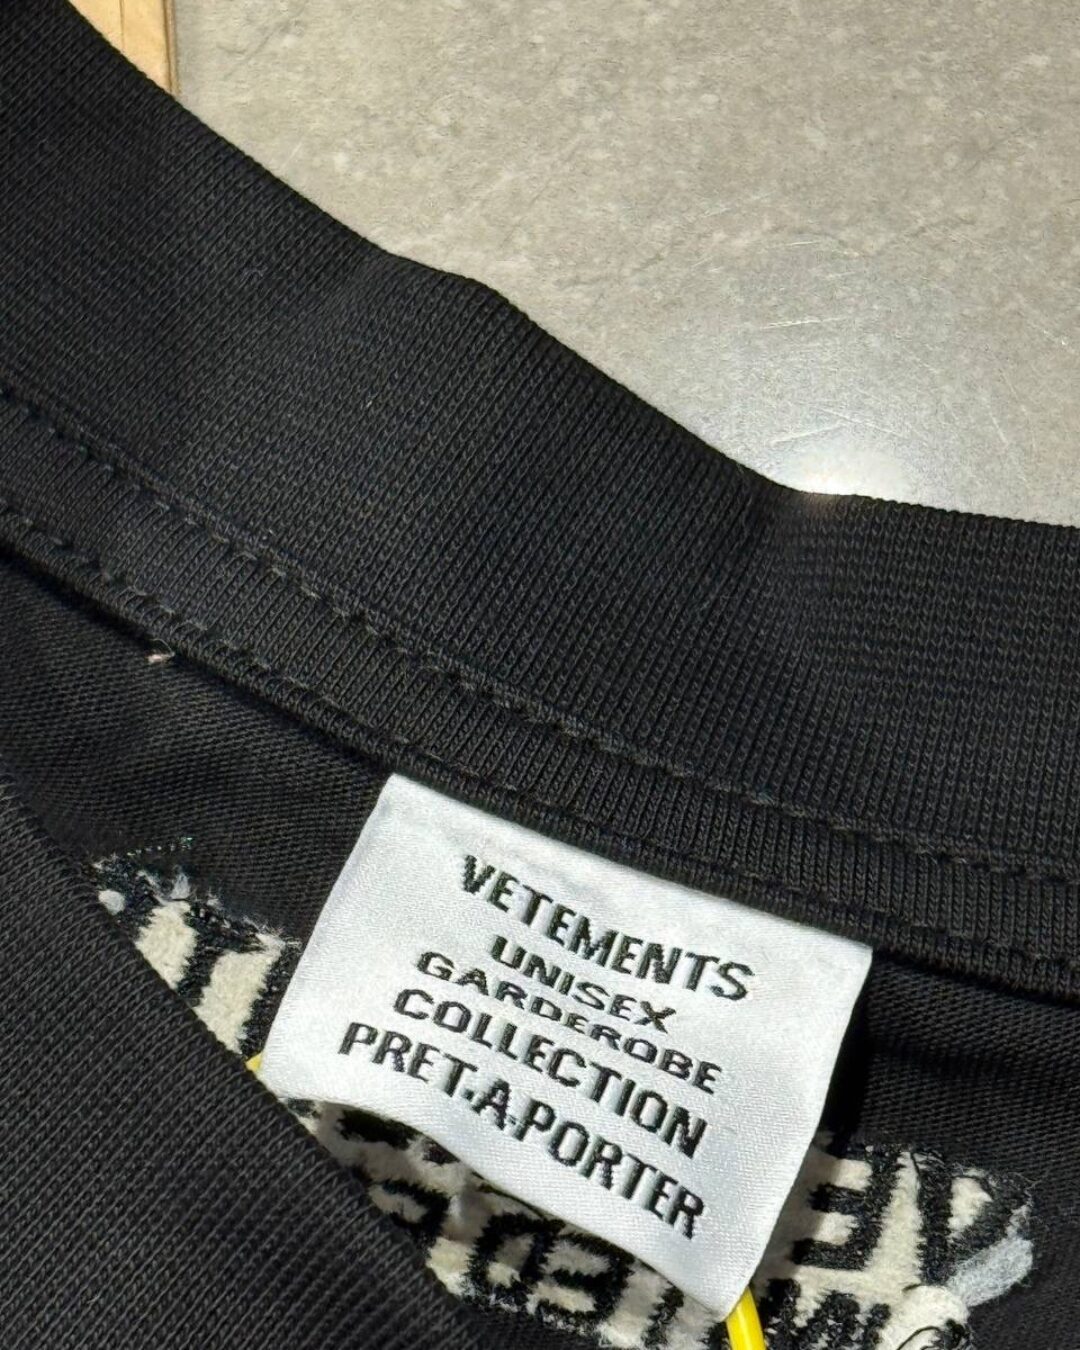 VETEMENTS
UNISEX
GARDEROBE
COLLECTION
PRET.A.PORTER